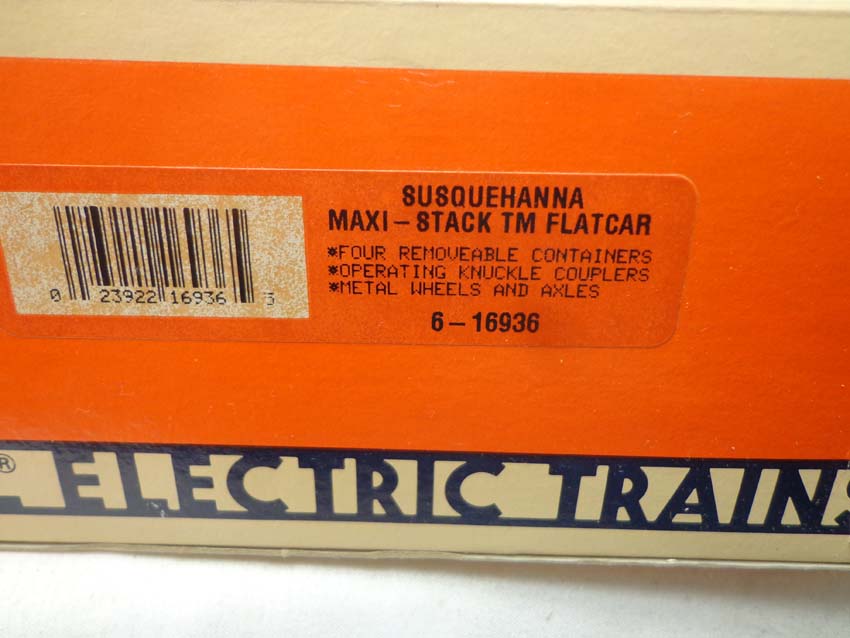 SUSQUEHANNA
MAXI-STACK TM FLATCAR
*FOUR REMOVEABLE CONTAINERS
*OPERATING KNUCKLE COUPLERS
*METAL WHEELS AND AXLES
6-16936
0 23922 16936 3
® ELECTRIC TRAINS